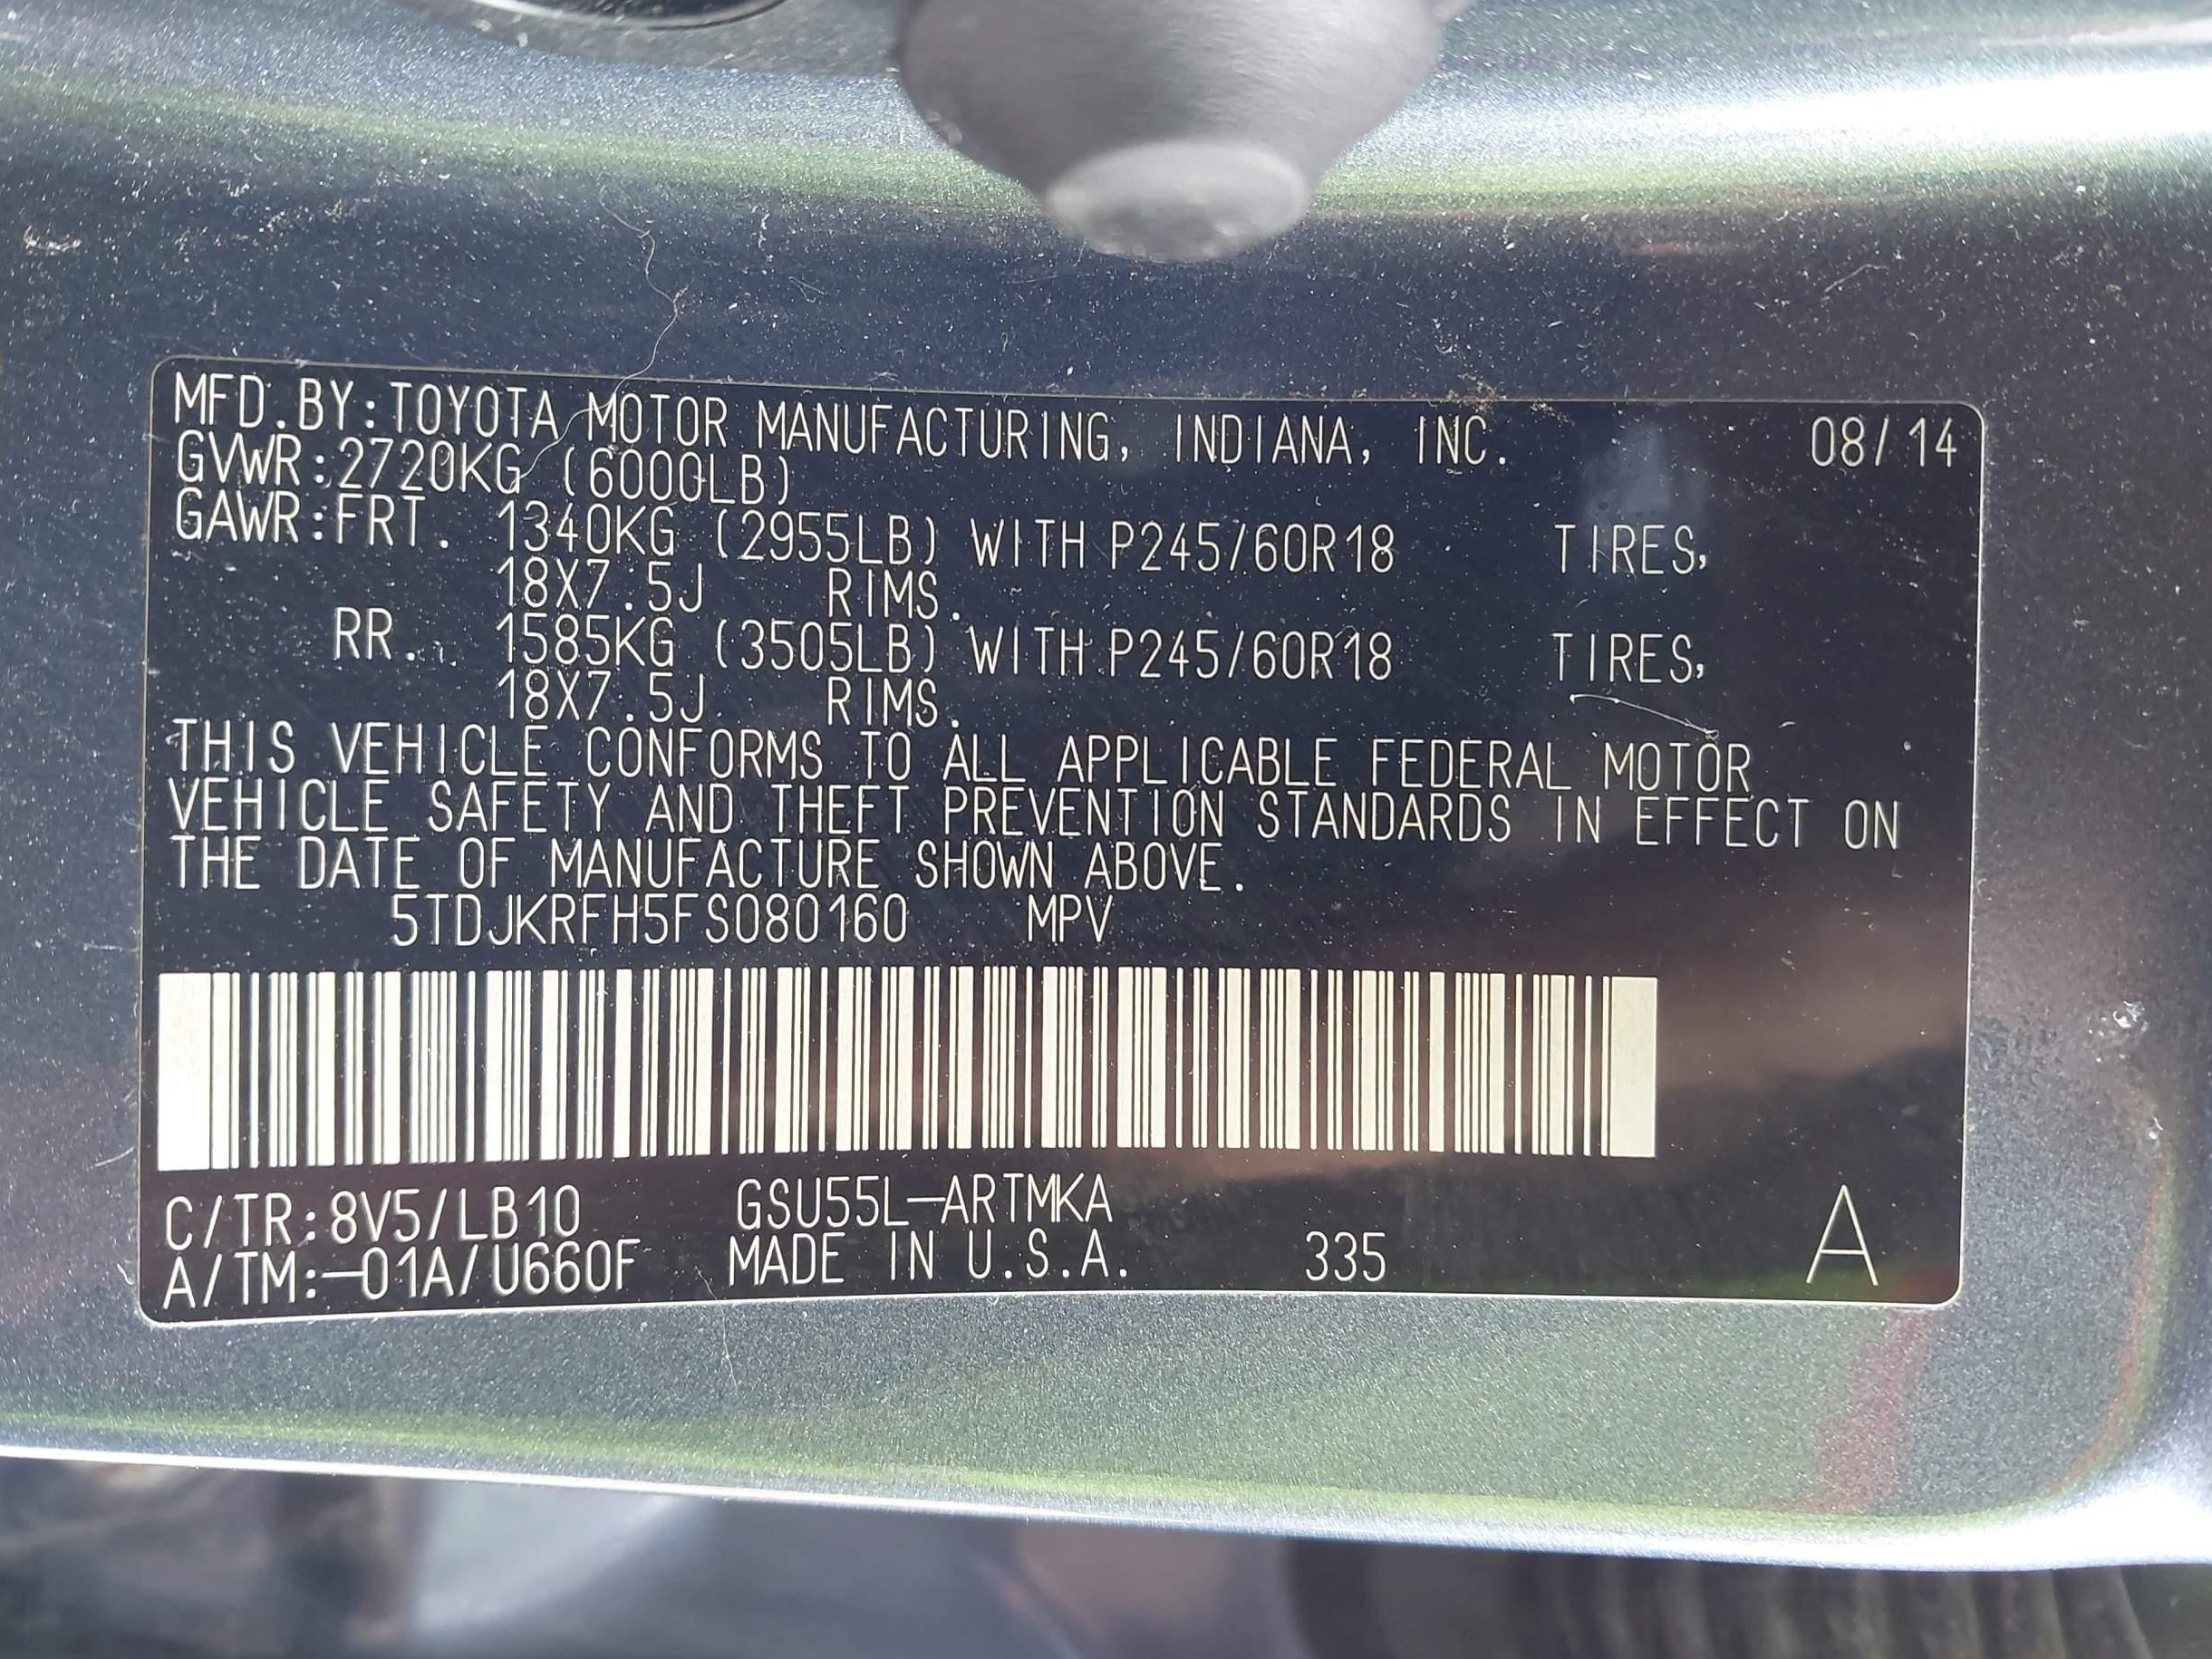 MFD.BY:TOYOTA MOTOR MANUFACTURING, INDIANA, INC. 08/14
GVWR:2720KG (6000LB)
GAWR:FRT. 1340KG (2955LB) WITH P245/60R18 TIRES,
18X7.5J RIMS.
RR. 1585KG (3505LB) WITH P245/60R18 TIRES,
18X7.5J RIMS.
THIS VEHICLE CONFORMS TO ALL APPLICABLE FEDERAL MOTOR
VEHICLE SAFETY AND THEFT PREVENTION STANDARDS IN EFFECT ON
THE DATE OF MANUFACTURE SHOWN ABOVE.
5TDJKRFH5FS080160 MPV
C/TR:8V5/LB10 GSU55L-ARTMKA
A/TM:-01A/U660F MADE IN U.S.A. 335 A